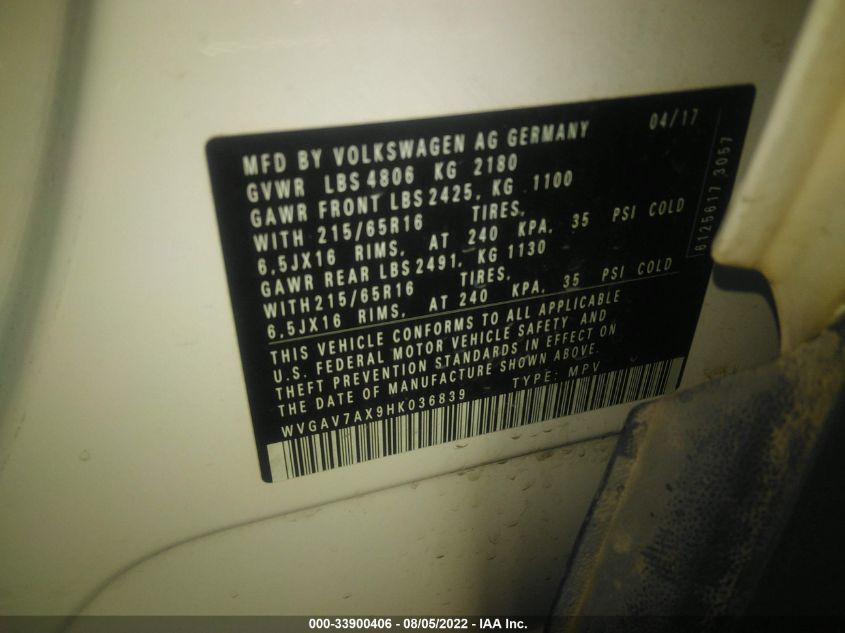 MFD BY VOLKSWAGEN AG GERMANY 04/17
GVWR LBS 4806 KG 2180
GAWR FRONT LBS 2425, KG 1100
WITH 215/65R16 TIRES,
6,5JX16 RIMS, AT 240 KPA, 35 PSI COLD
GAWR REAR LBS 2491, KG 1130
WITH 215/65R16 TIRES,
6,5JX16 RIMS, AT 240 KPA, 35 PSI COLD
THIS VEHICLE CONFORMS TO ALL APPLICABLE
U.S. FEDERAL MOTOR VEHICLE SAFETY AND
THEFT PREVENTION STANDARDS IN EFFECT ON
THE DATE OF MANUFACTURE SHOWN ABOVE.
WVGAV7AX9HK036839 TYPE: MPV
6125617 3057
000-33900406 - 08/05/2022 - IAA Inc.